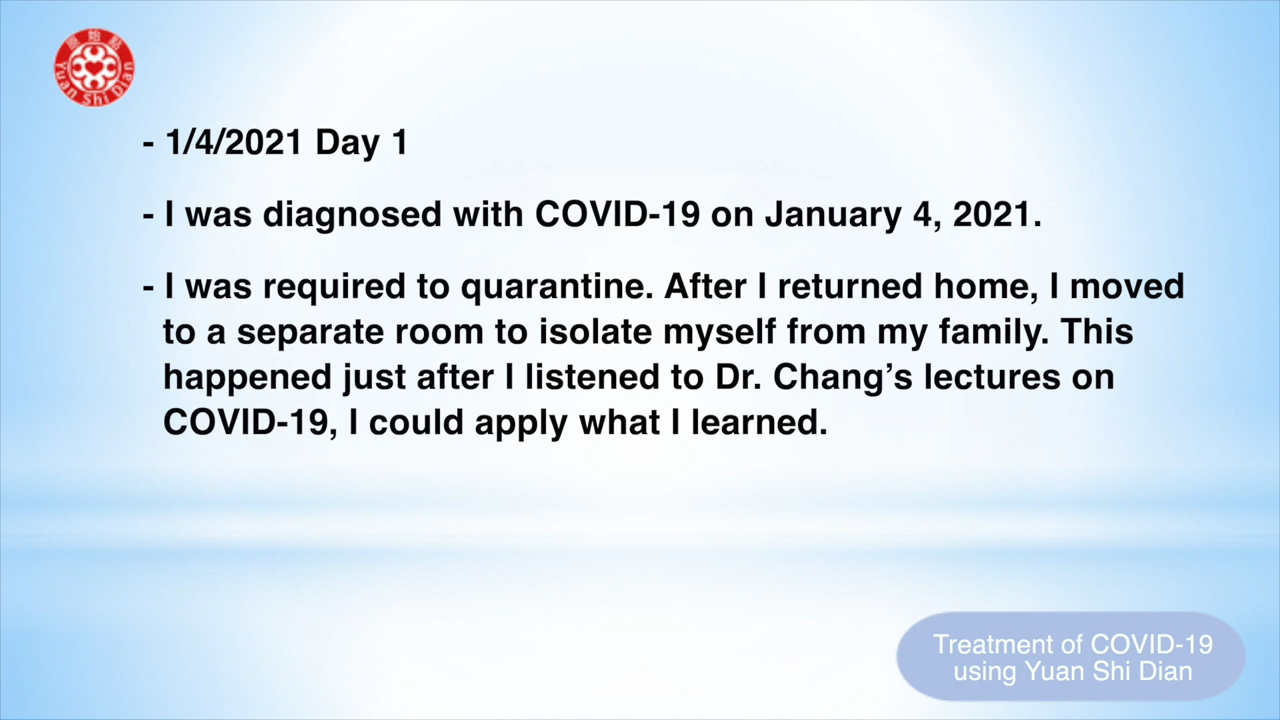 原始點
Yuan Shi Dian
- 1/4/2021 Day 1
- I was diagnosed with COVID-19 on January 4, 2021.
- I was required to quarantine. After I returned home, I moved
to a separate room to isolate myself from my family. This
happened just after I listened to Dr. Chang’s lectures on
COVID-19, I could apply what I learned.
Treatment of COVID-19
using Yuan Shi Dian